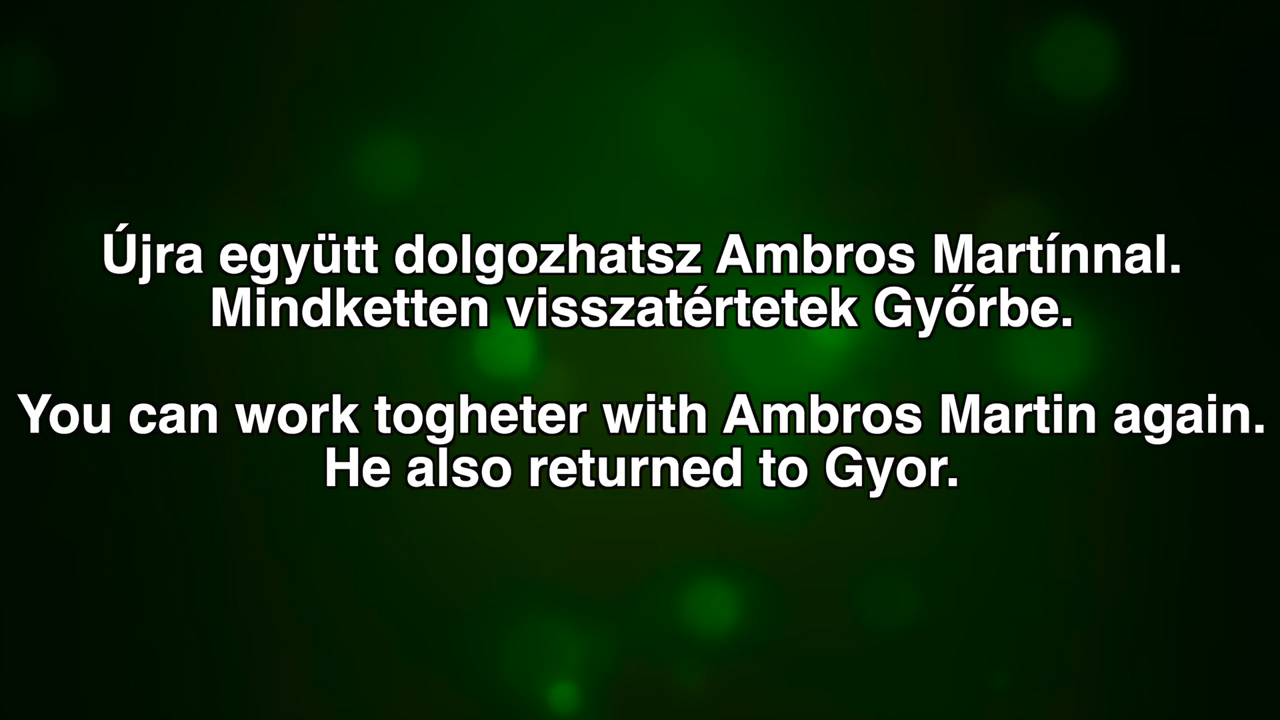 Újra együtt dolgozhatsz Ambros Martínnal.
Mindketten visszatértetek Győrbe.
You can work togheter with Ambros Martin again.
He also returned to Gyor.